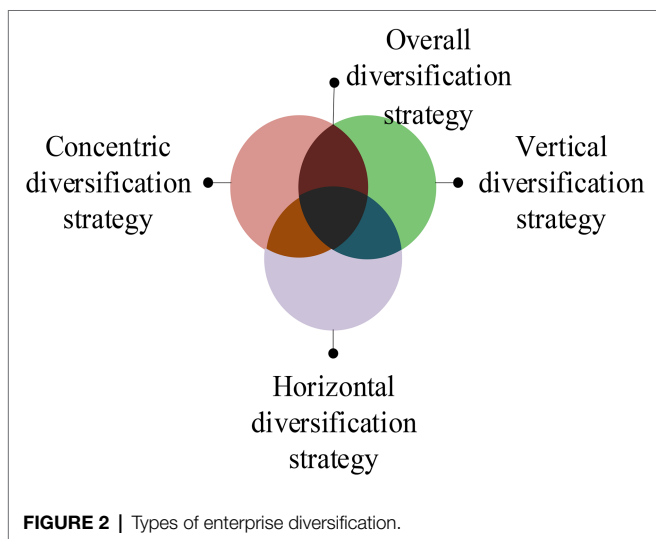 Overall
diversification
strategy
Concentric
diversification
strategy
Vertical
diversification
strategy
Horizontal
diversification
strategy
FIGURE 2 | Types of enterprise diversification.